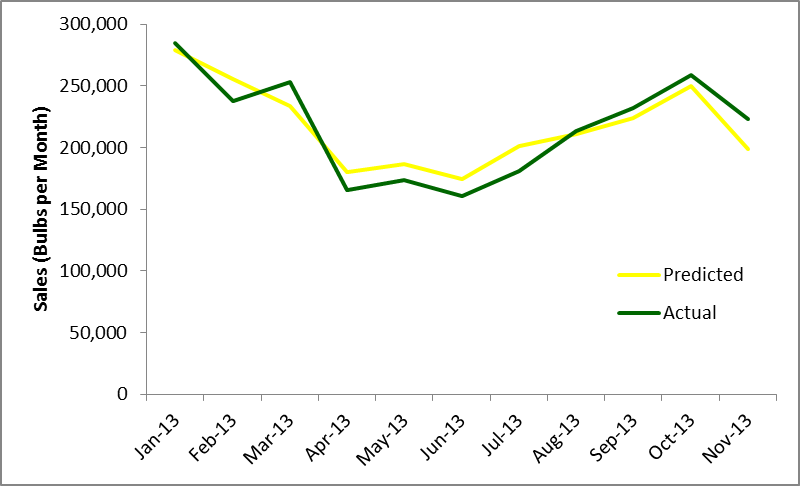 Sales (Bulbs per Month)
300,000
250,000
200,000
150,000
100,000
50,000
0
Predicted
Actual
Jan-13
Feb-13
Mar-13
Apr-13
May-13
Jun-13
Jul-13
Aug-13
Sep-13
Oct-13
Nov-13